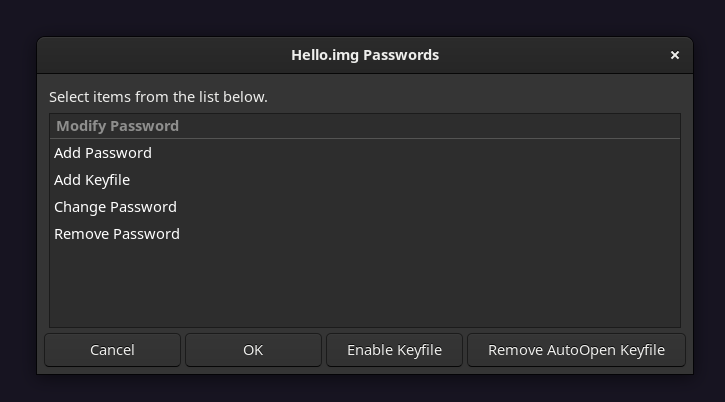 Hello.img Passwords
×
Select items from the list below.
Modify Password
Add Password
Add Keyfile
Change Password
Remove Password
Cancel OK Enable Keyfile Remove AutoOpen Keyfile